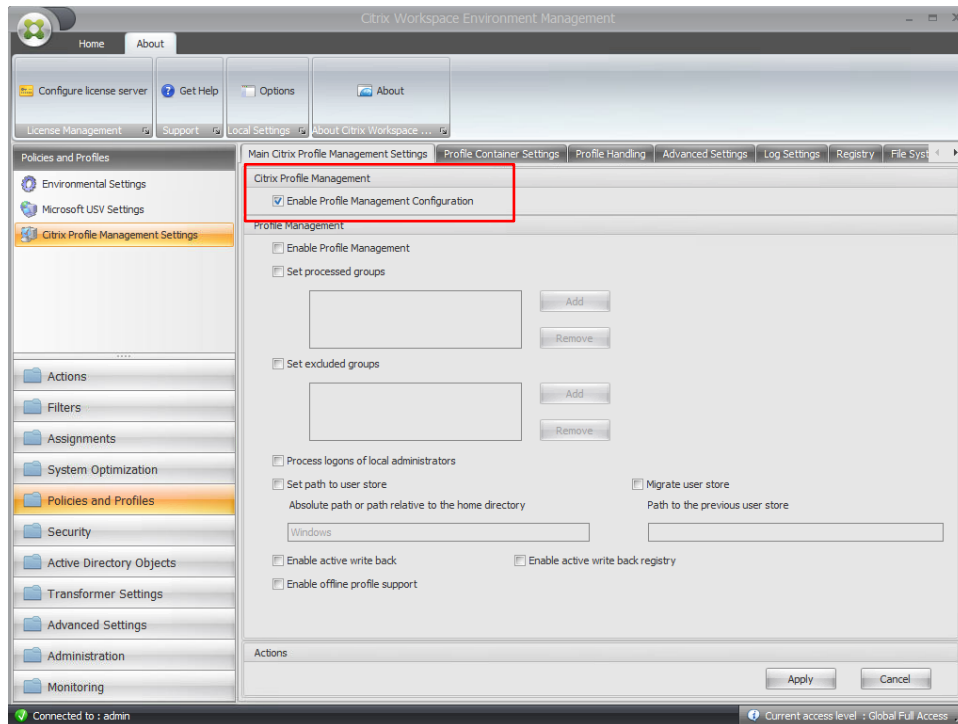 Citrix Workspace Environment Management
Home About
Configure license server Get Help Options About
License Management Support Local Settings About Citrix Workspace ...
Policies and Profiles
Environmental Settings
Microsoft USV Settings
Citrix Profile Management Settings
Actions
Filters
Assignments
System Optimization
Policies and Profiles
Security
Active Directory Objects
Transformer Settings
Advanced Settings
Administration
Monitoring
Main Citrix Profile Management Settings Profile Container Settings Profile Handling Advanced Settings Log Settings Registry File Syst
Citrix Profile Management
Enable Profile Management Configuration
Profile Management
Enable Profile Management
Set processed groups
Add
Remove
Set excluded groups
Add
Remove
Process logons of local administrators
Set path to user store Migrate user store
Absolute path or path relative to the home directory Path to the previous user store
Windows
Enable active write back Enable active write back registry
Enable offline profile support
Actions
Apply Cancel
Connected to : admin Current access level : Global Full Access